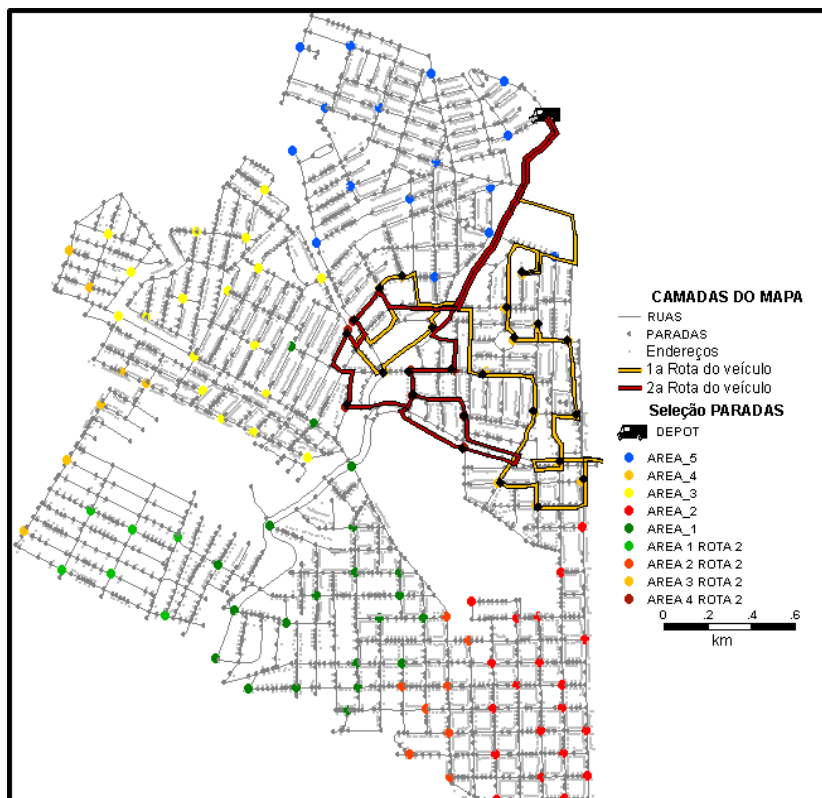 CAMADAS DO MAPA
RUAS
PARADAS
Endereços
1a Rota do veículo
2a Rota do veículo
Seleção PARADAS
DEPOT
AREA_5
AREA_4
AREA_3
AREA_2
AREA_1
AREA 1 ROTA 2
AREA 2 ROTA 2
AREA 3 ROTA 2
AREA 4 ROTA 2
0 .2 .4 .6
km